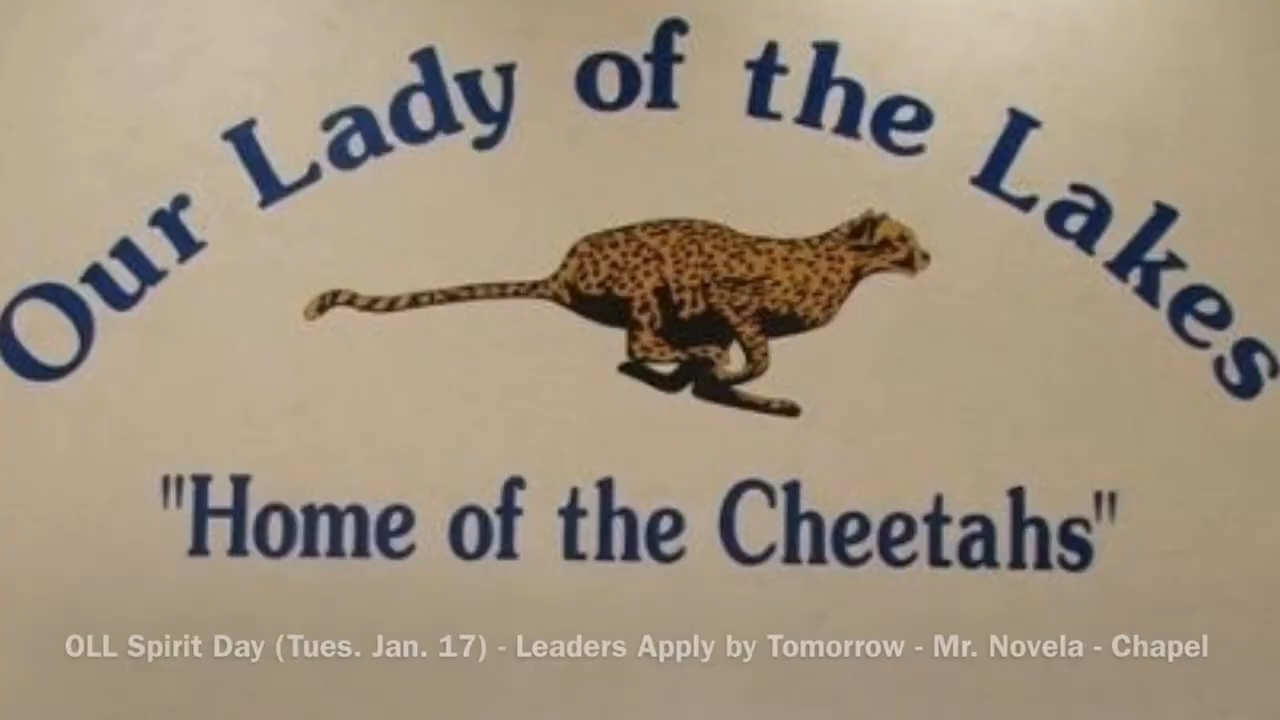 Our Lady of the Lakes
"Home of the Cheetahs"
OLL Spirit Day (Tues. Jan. 17) - Leaders Apply by Tomorrow - Mr. Novela - Chapel